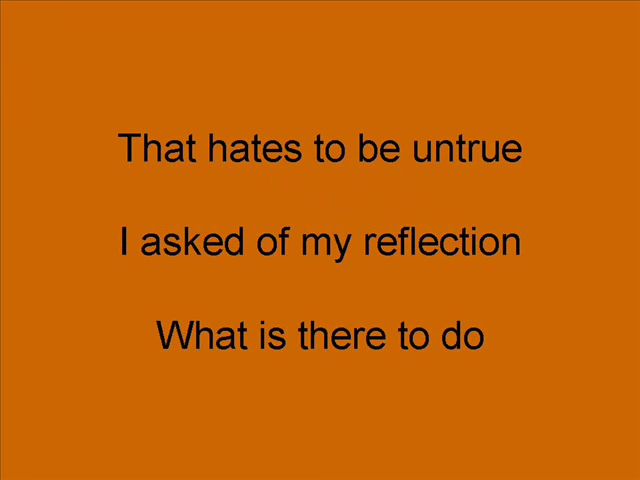 That hates to be untrue
I asked of my reflection
What is there to do